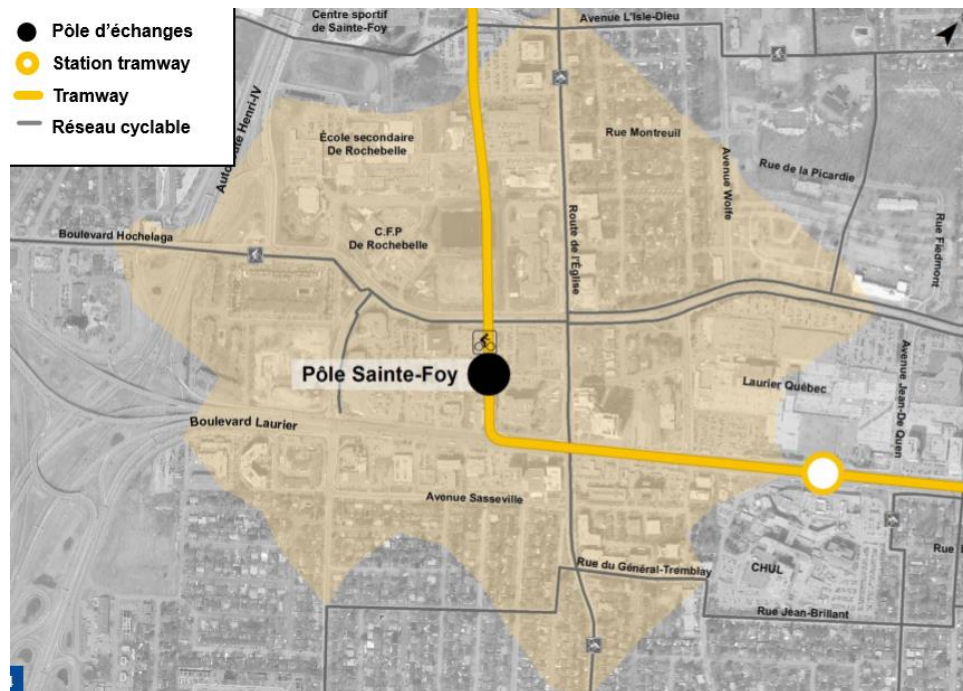 Pôle d'échanges
Station tramway
Tramway
Réseau cyclable
Centre sportif
de Sainte-Foy
Avenue L'Isle-Dieu
Rue Montreuil
École secondaire
De Rochebelle
Rue de la Picardie
Avenue Wolfe
Route de l'Église
C.F.P
De Rochebelle
Boulevard Hochelaga
Rue Fiedmont
Pôle Sainte-Foy
Laurier Québec
Avenue Jean-De Quen
Boulevard Laurier
Avenue Sasseville
Rue du Général-Tremblay
CHUL
Rue Jean-Brillant